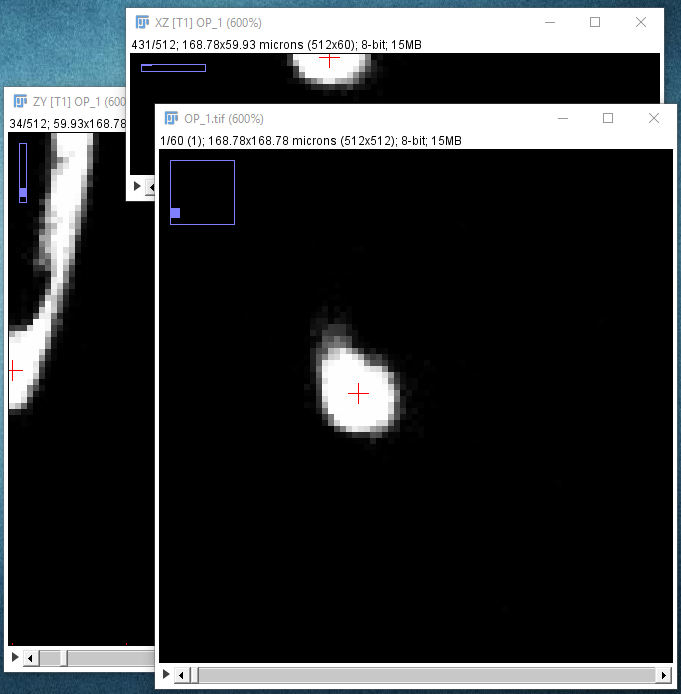 XZ [T1] OP_1 (600%)
431/512; 168.78x59.93 microns (512x60); 8-bit; 15MB
ZY [T1] OP_1 (600
34/512; 59.93x168.78
OP_1.tif (600%)
1/60 (1); 168.78x168.78 microns (512x512); 8-bit; 15MB